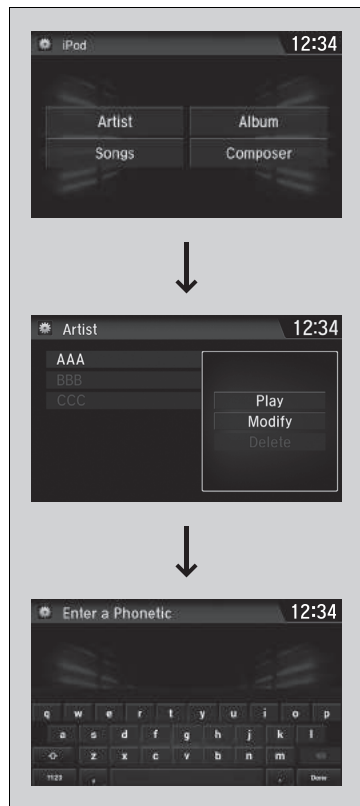 iPod 12:34
Artist Album
Songs Composer
Artist 12:34
AAA
BBB
CCC
Play
Modify
Delete
Enter a Phonetic 12:34
q w e r t y u i o p
a s d f g h j k l
z x c v b n m
?123 , . Done